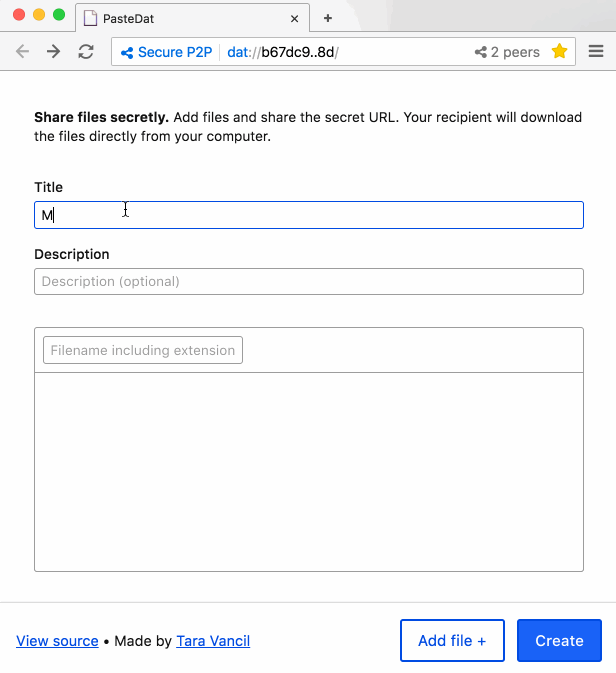 PasteDat
Secure P2P dat://b67dc9..8d/ 2 peers
Share files secretly. Add files and share the secret URL. Your recipient will download
the files directly from your computer.
Title
M
Description
Description (optional)
Filename including extension
View source • Made by Tara Vancil Add file + Create